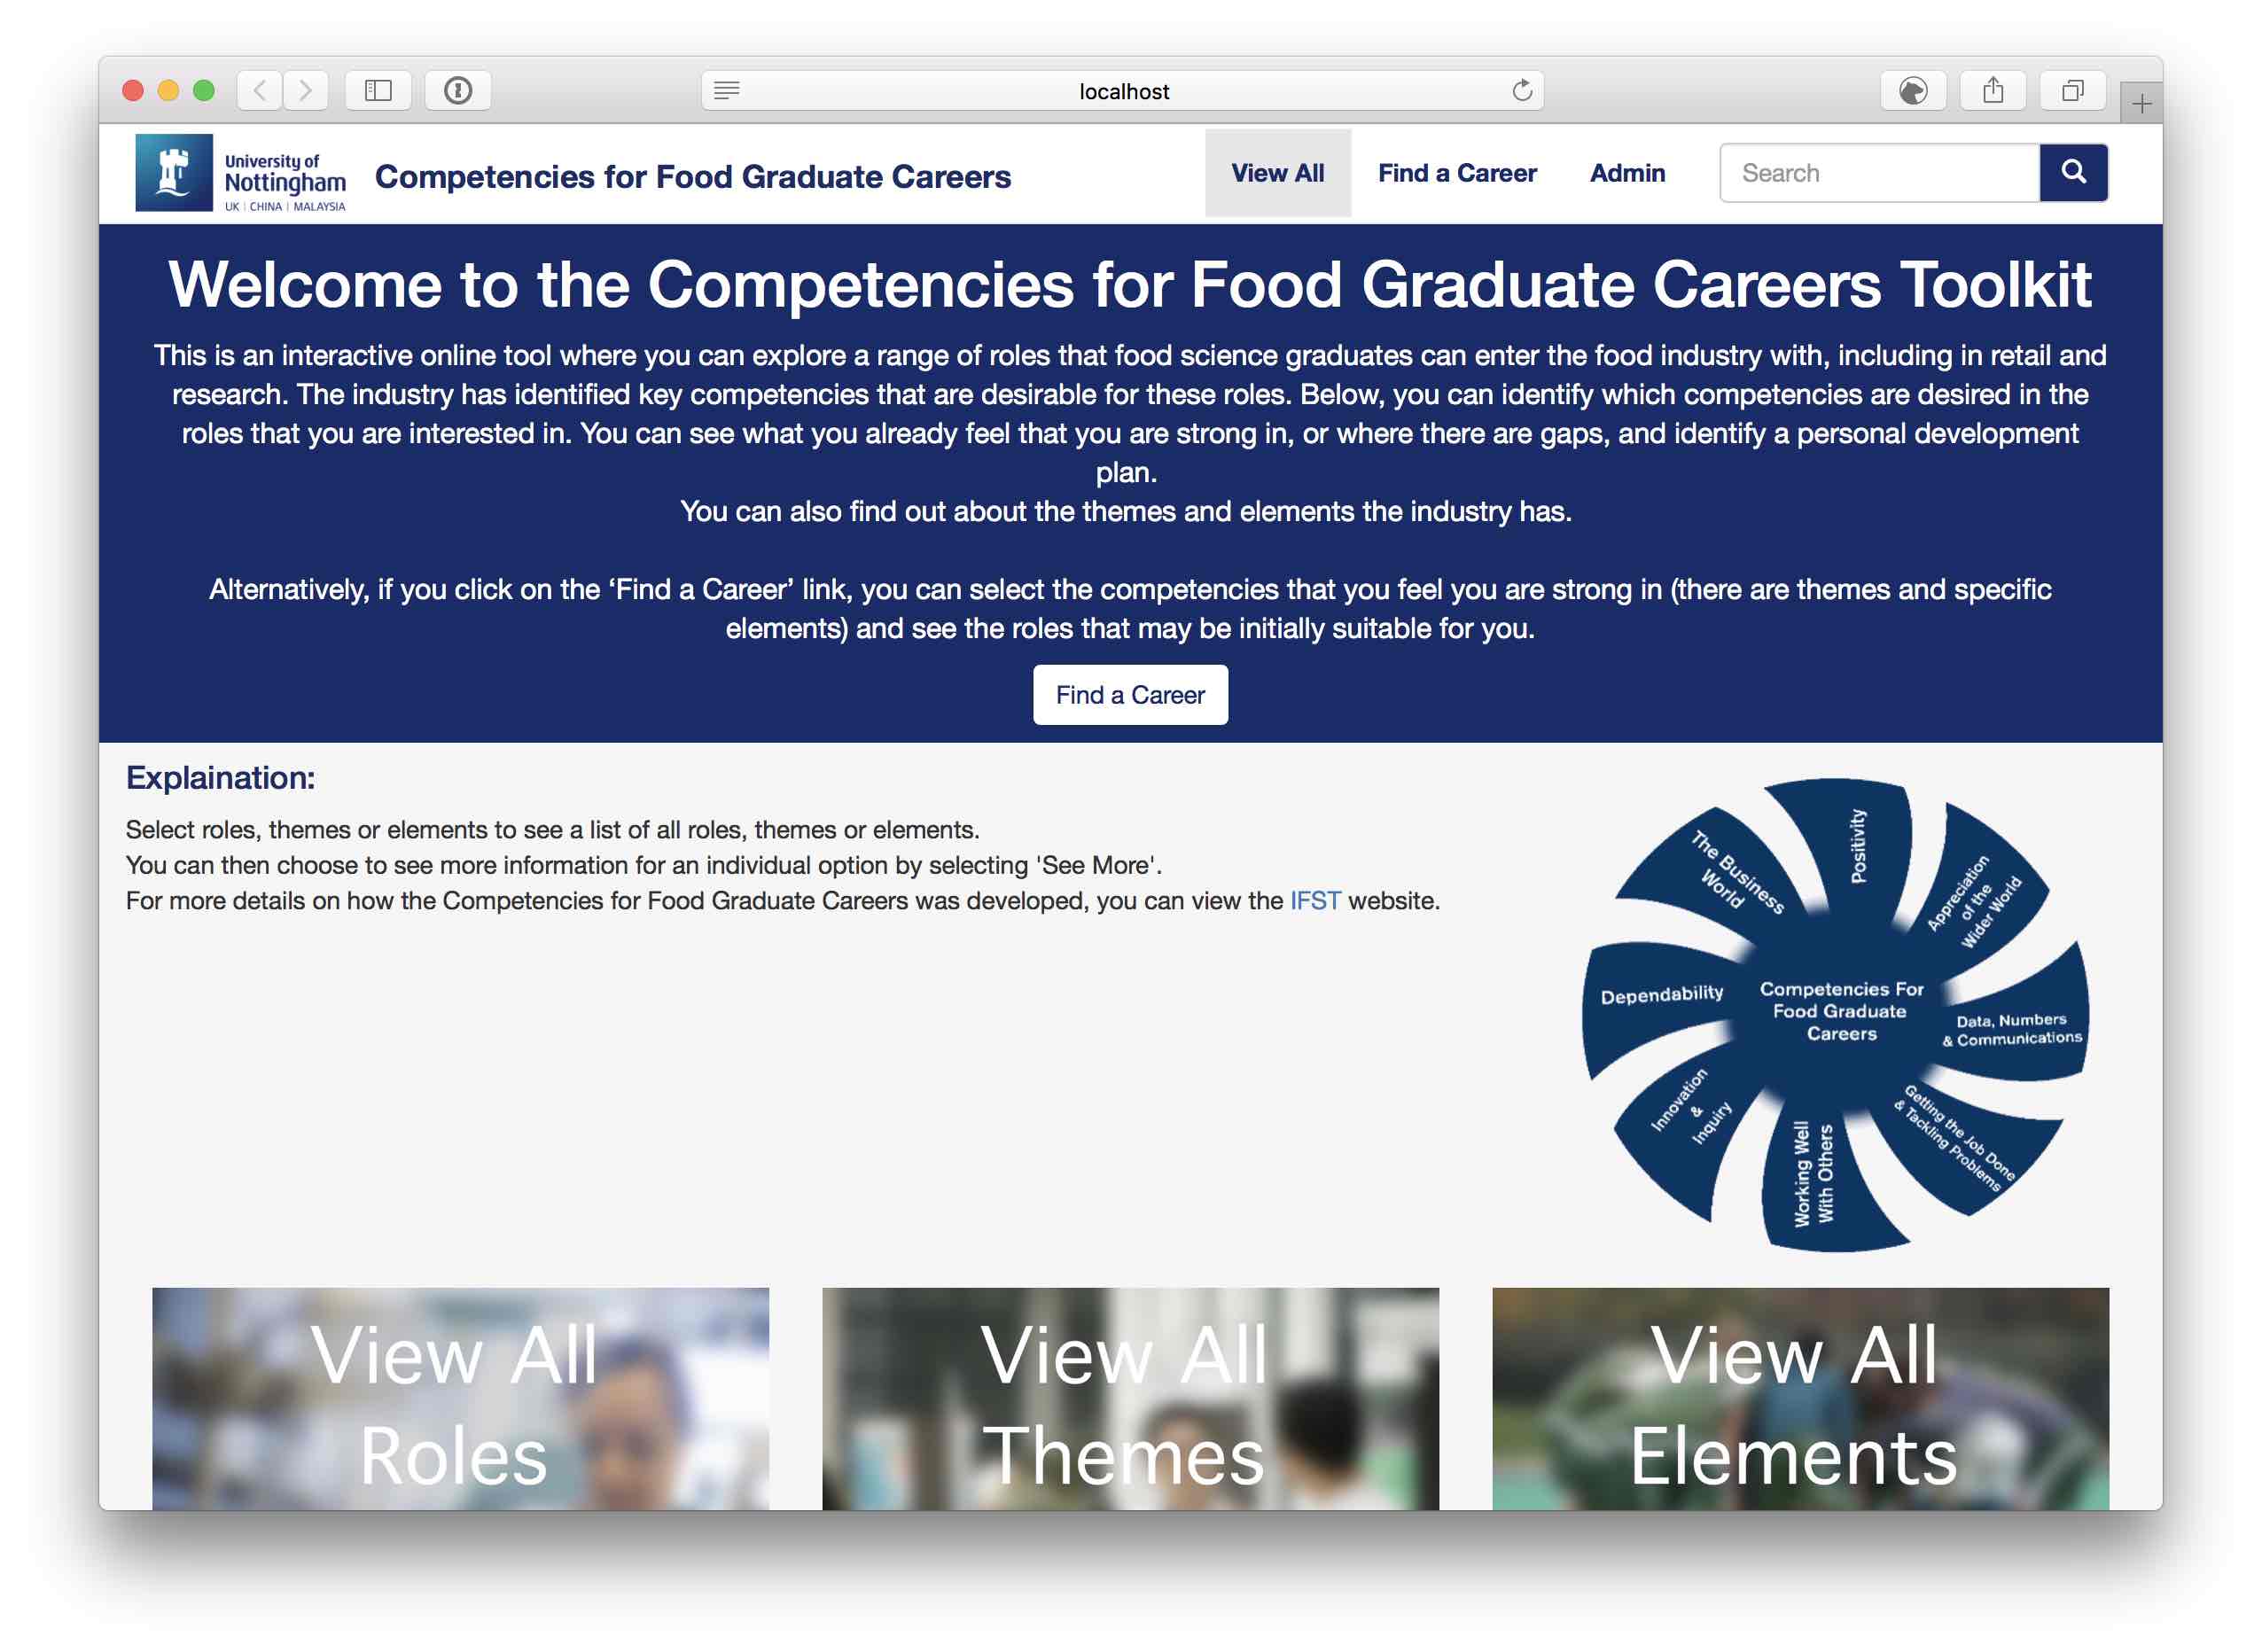 localhost
University of
Nottingham
UK | CHINA | MALAYSIA
Competencies for Food Graduate Careers
View All
Find a Career
Admin
Search
Welcome to the Competencies for Food Graduate Careers Toolkit
This is an interactive online tool where you can explore a range of roles that food science graduates can enter the food industry with, including in retail and
research. The industry has identified key competencies that are desirable for these roles. Below, you can identify which competencies are desired in the
roles that you are interested in. You can see what you already feel that you are strong in, or where there are gaps, and identify a personal development
plan.
You can also find out about the themes and elements the industry has.
Alternatively, if you click on the ‘Find a Career’ link, you can select the competencies that you feel you are strong in (there are themes and specific
elements) and see the roles that may be initially suitable for you.
Find a Career
Explaination:
Select roles, themes or elements to see a list of all roles, themes or elements.
You can then choose to see more information for an individual option by selecting 'See More'.
For more details on how the Competencies for Food Graduate Careers was developed, you can view the IFST website.
Positivity
Appreciation
of the
Wider World
Data, Numbers
& Communications
Getting the Job Done
& Tackling Problems
Working Well
With Others
Innovation
&
Inquiry
Dependability
The Business
World
Competencies For
Food Graduate
Careers
View All
Roles
View All
Themes
View All
Elements